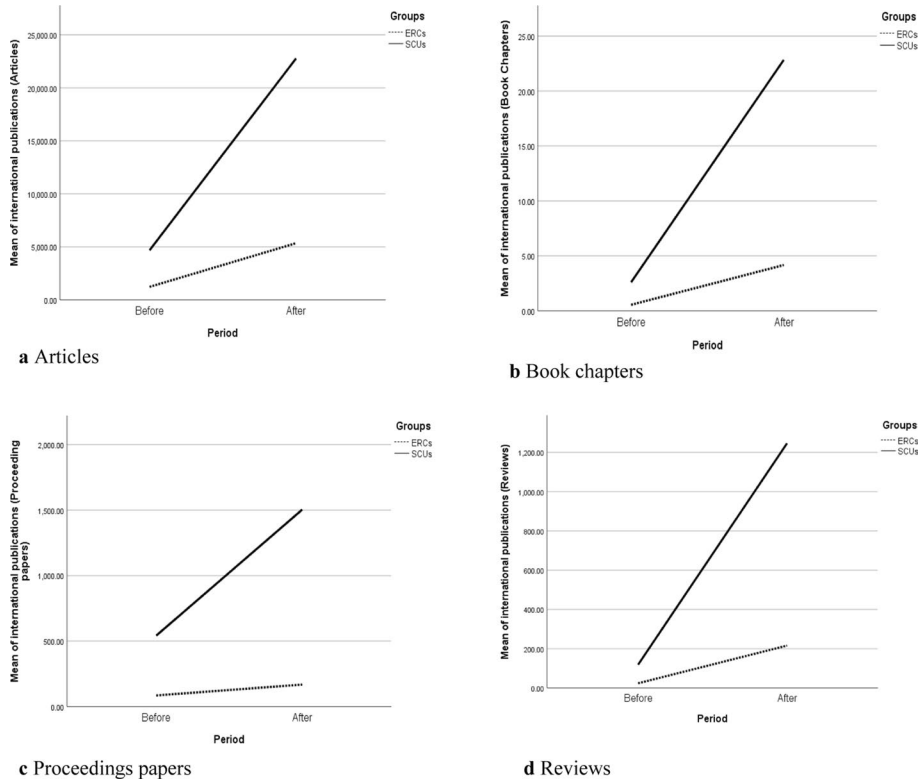 Groups
ERCs
SCUs
Mean of international publications (Articles)
25,000.00
20,000.00
15,000.00
10,000.00
5,000.00
0.00
Before
After
Period
a Articles
Groups
ERCs
SCUs
Mean of international publications (Book Chapters)
25.00
20.00
15.00
10.00
5.00
0.00
Before
After
Period
b Book chapters
Groups
ERCs
SCUs
Mean of international publications (Proceeding
papers)
2,000.00
1,500.00
1,000.00
500.00
0.00
Before
After
Period
c Proceedings papers
Groups
ERCs
SCUs
Mean of international publications (Reviews)
1,200.00
1,000.00
800.00
600.00
400.00
200.00
0.00
Before
After
Period
d Reviews